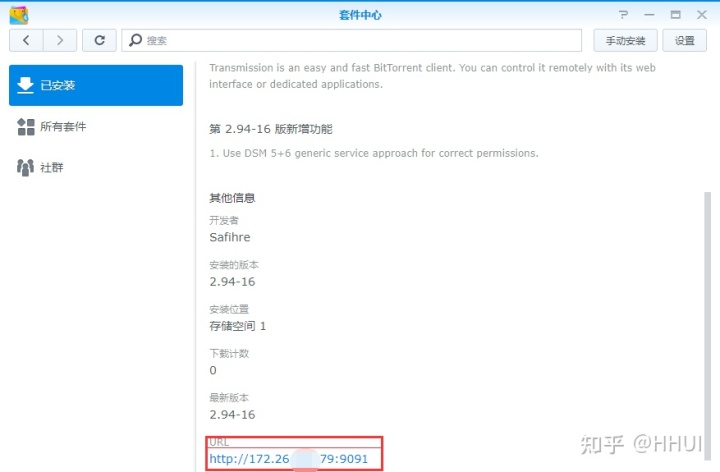 套件中心
搜索
手动安装
设置
已安装
所有套件
社群
Transmission is an easy and fast BitTorrent client. You can control it remotely with its web
interface or dedicated applications.
第 2.94-16 版新增功能
1. Use DSM 5+6 generic service approach for correct permissions.
其他信息
开发者
Safihre
安装的版本
2.94-16
安装位置
存储空间 1
下载计数
0
最新版本
2.94-16
URL
http://172.26 79:9091
知乎 @HHUI